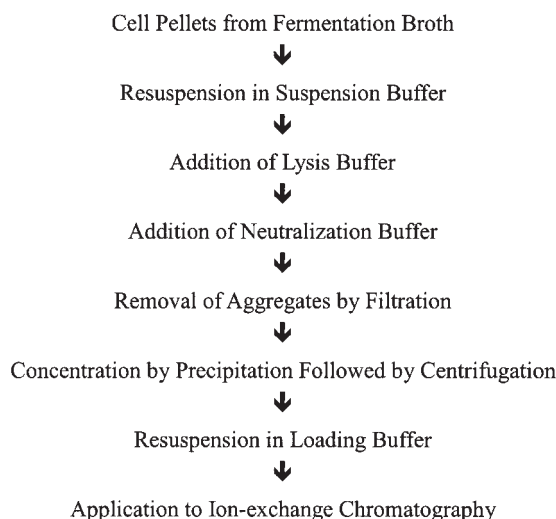 Cell Pellets from Fermentation Broth
Resuspension in Suspension Buffer
Addition of Lysis Buffer
Addition of Neutralization Buffer
Removal of Aggregates by Filtration
Concentration by Precipitation Followed by Centrifugation
Resuspension in Loading Buffer
Application to Ion-exchange Chromatography